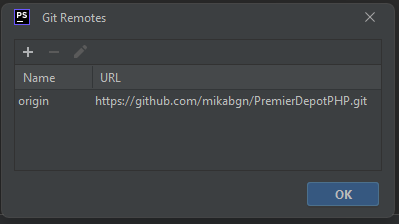 PS Git Remotes
Name URL
origin https://github.com/mikabgn/PremierDepotPHP.git
OK